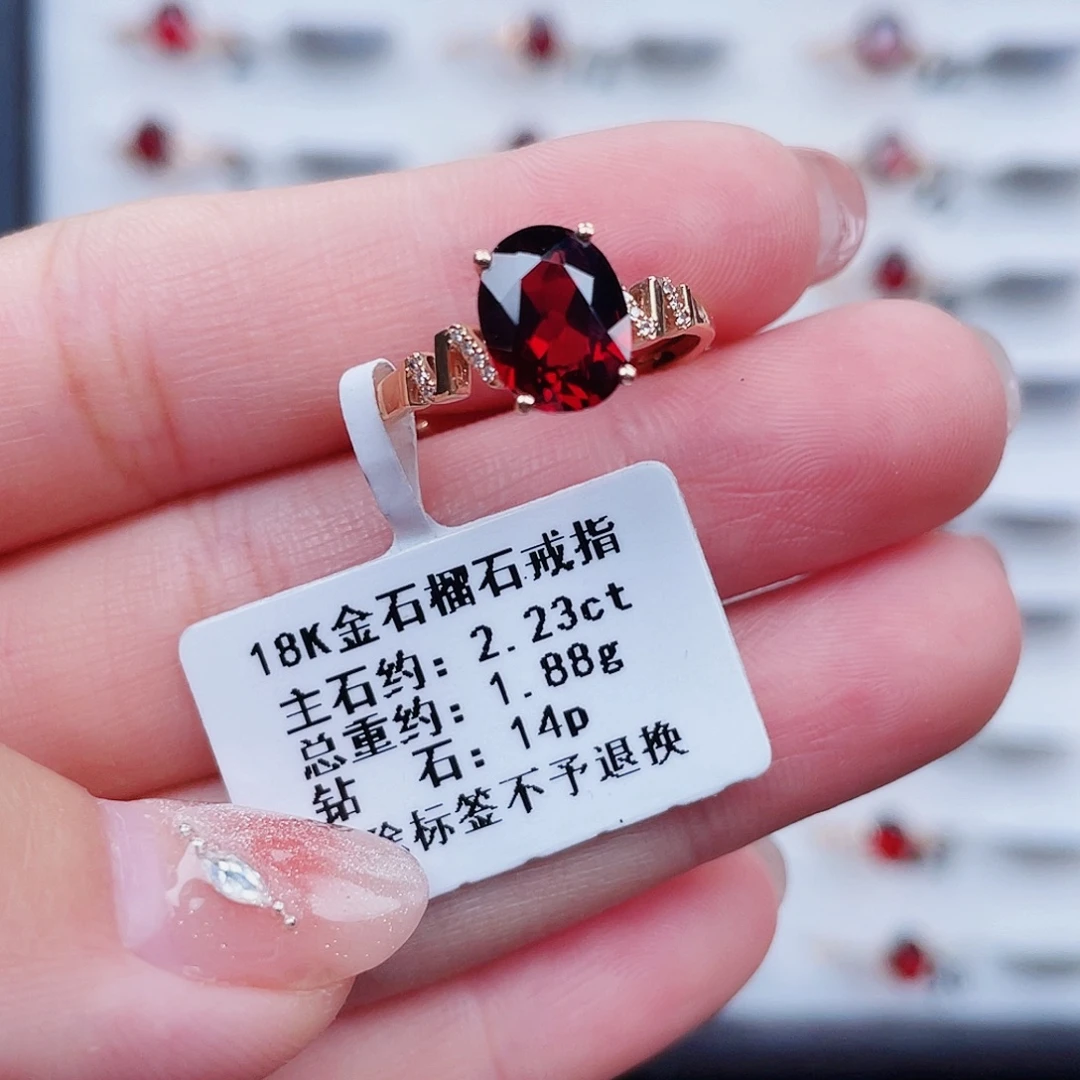 18K金石榴石戒指
主石约: 2.23ct
总重约: 1.88g
钻 石: 14p
标签不予退换